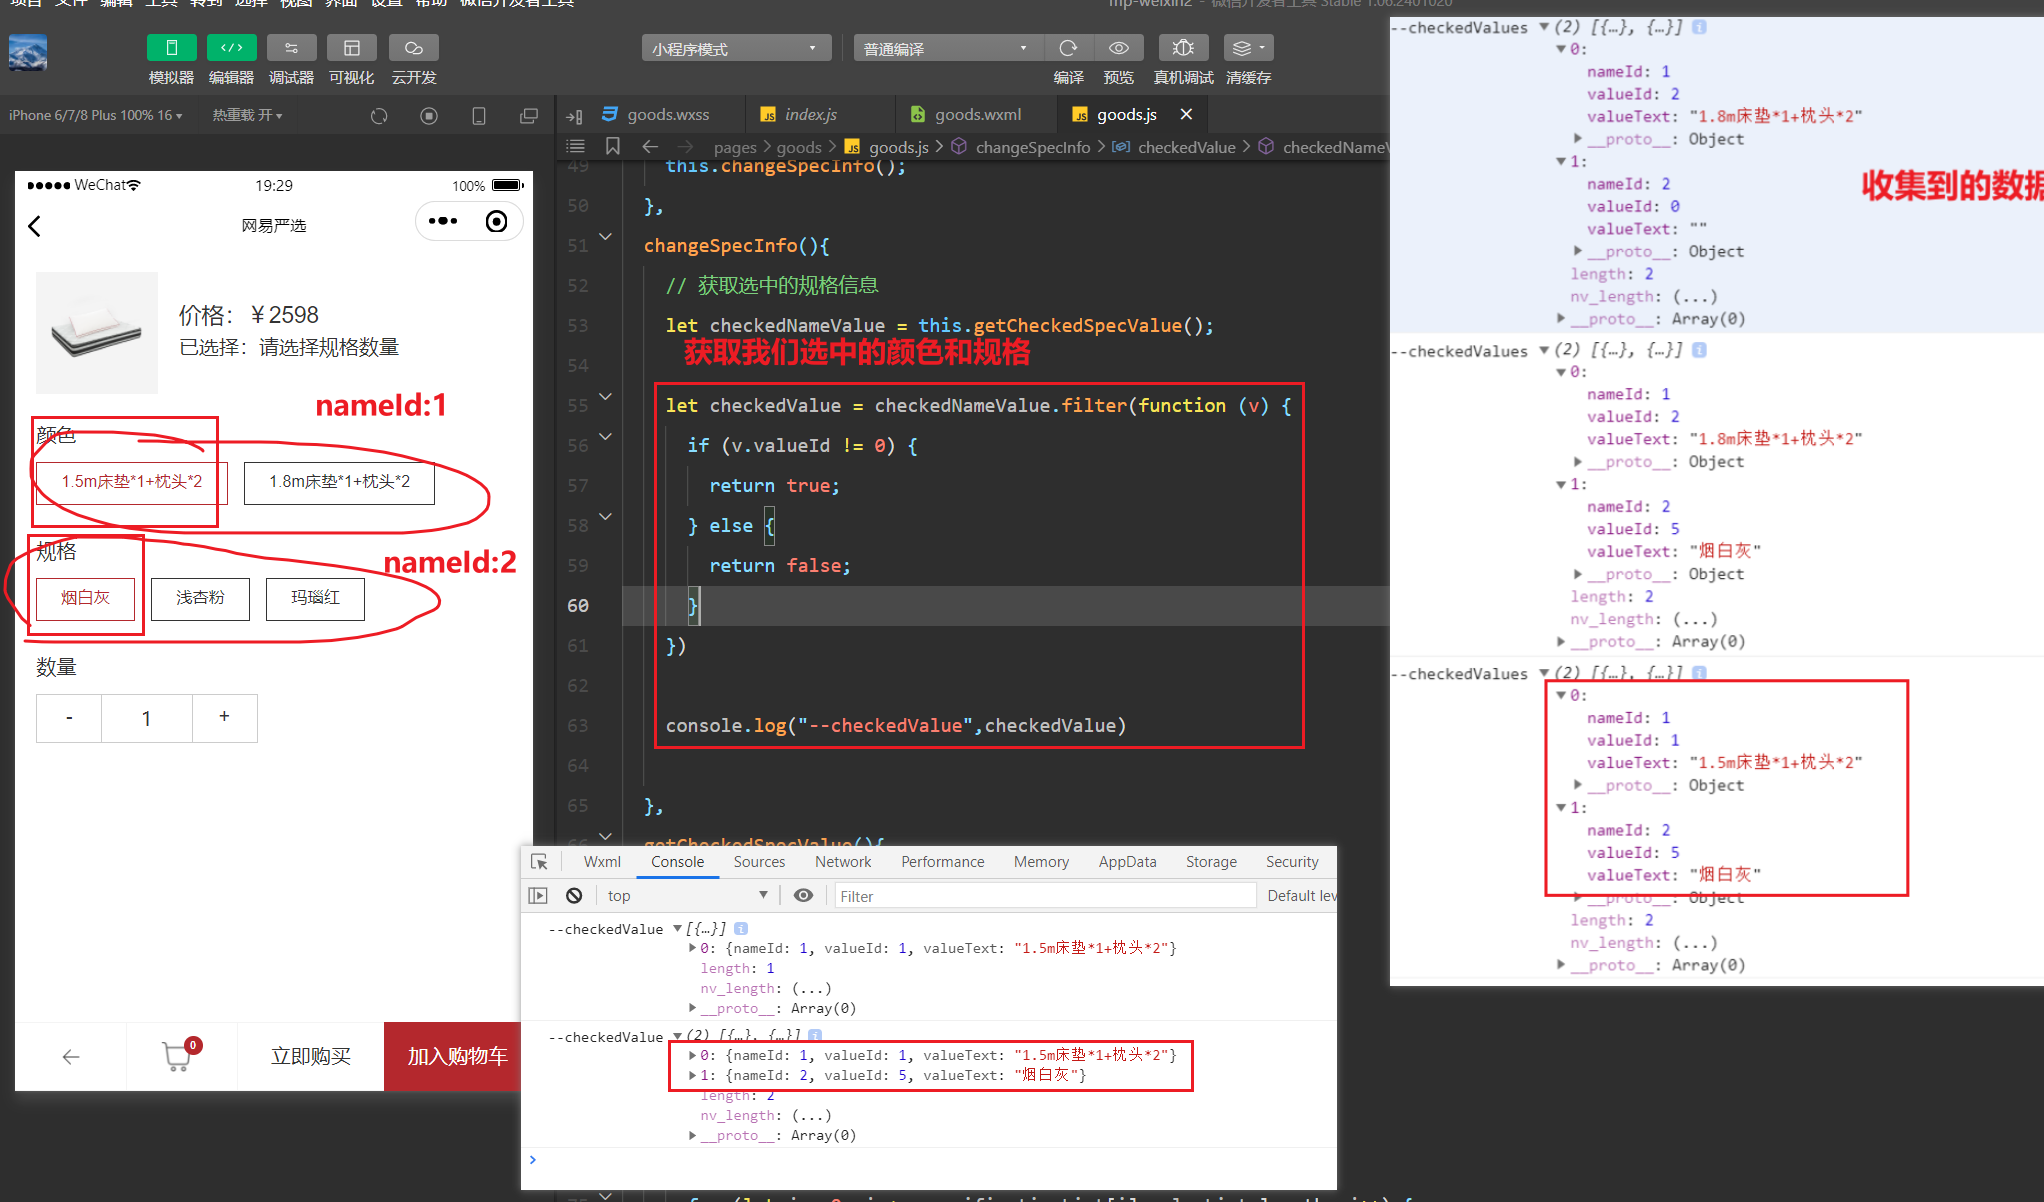 项目 文件 编辑 工具 转到 选择 视图 界面 设置 帮助 微信开发者工具
mp-weixin2 - 微信开发者工具 Stable 1.06.2401020
模拟器 编辑器 调试器 可视化 云开发
小程序模式
普通编译
编译 预览 真机调试 清缓存
iPhone 6/7/8 Plus 100% 16
热重载 开
goods.wxss
index.js
goods.wxml
goods.js
pages > goods > goods.js > changeSpecInfo > checkedValue > checkedNameV
WeChat
19:29
100%
网易严选
价格：￥2598
已选择：请选择规格数量
nameId:1
颜色
1.5m床垫*1+枕头*2
1.8m床垫*1+枕头*2
规格
nameId:2
烟白灰
浅杏粉
玛瑙红
数量
- 1 +
0
立即购买
加入购物车
49 this.changeSpecInfo();
50 },
51 changeSpecInfo(){
52 // 获取选中的规格信息
53 let checkedNameValue = this.getCheckedSpecValue();
获取我们选中的颜色和规格
54
55 let checkedValue = checkedNameValue.filter(function (v) {
56 if (v.valueId != 0) {
57 return true;
58 } else {
59 return false;
60 }
61 })
62
63 console.log("--checkedValue",checkedValue)
64
65 },
66 getCheckedSpecValue(){
Wxml Console Sources Network Performance Memory AppData Storage Security
top
Filter
Default lev
--checkedValue [{…}]
0: {nameId: 1, valueId: 1, valueText: "1.5m床垫*1+枕头*2"}
length: 1
nv_length: (...)
__proto__: Array(0)
--checkedValue (2) [{…}, {…}]
0: {nameId: 1, valueId: 1, valueText: "1.5m床垫*1+枕头*2"}
1: {nameId: 2, valueId: 5, valueText: "烟白灰"}
length: 2
nv_length: (...)
__proto__: Array(0)
--checkedValues (2) [{…}, {…}]
0:
nameId: 1
valueId: 2
valueText: "1.8m床垫*1+枕头*2"
__proto__: Object
1:
收集到的数据
nameId: 2
valueId: 0
valueText: ""
__proto__: Object
length: 2
nv_length: (...)
__proto__: Array(0)
--checkedValues (2) [{…}, {…}]
0:
nameId: 1
valueId: 2
valueText: "1.8m床垫*1+枕头*2"
__proto__: Object
1:
nameId: 2
valueId: 5
valueText: "烟白灰"
__proto__: Object
length: 2
nv_length: (...)
__proto__: Array(0)
--checkedValues (2) [{…}, {…}]
0:
nameId: 1
valueId: 1
valueText: "1.5m床垫*1+枕头*2"
__proto__: Object
1:
nameId: 2
valueId: 5
valueText: "烟白灰"
__proto__: Object
length: 2
nv_length: (...)
__proto__: Array(0)